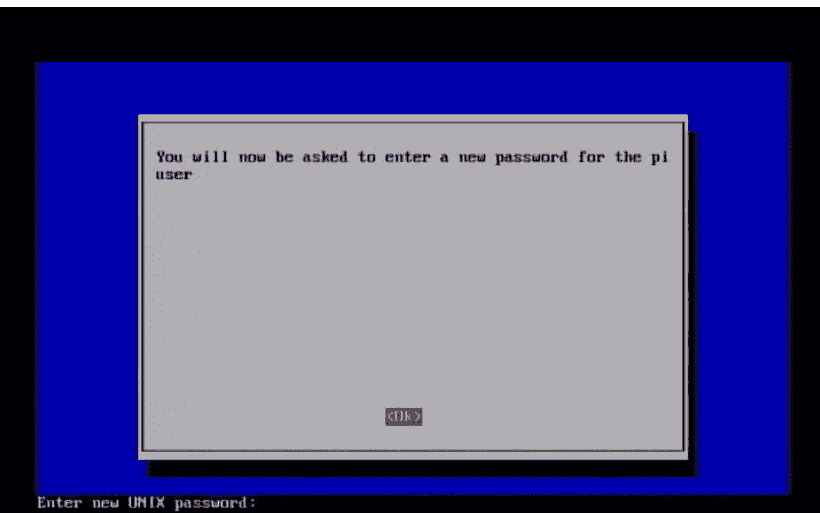 You will now be asked to enter a new password for the pi
user
<Ok>
Enter new UNIX password: